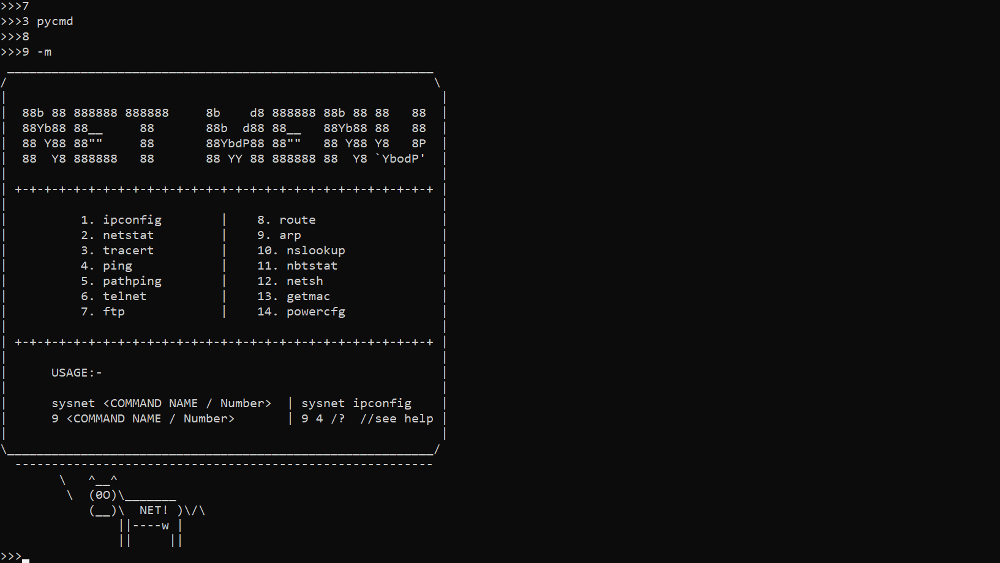 >>>7
>>>3 pycmd
>>>8
>>>9 -m
 __________________________________________________________
/                                                          \
|                                                           |
|  88b 88 888888 888888     8b    d8 888888 88b 88 88   88  |
|  88Yb88 88__     88       88b  d88 88__   88Yb88 88   88  |
|  88 Y88 88""     88       88YbdP88 88""   88 Y88 Y8   8P  |
|  88  Y8 888888   88       88 YY 88 888888 88  Y8 `YbodP'  |
|                                                           |
| +-+-+-+-+-+-+-+-+-+-+-+-+-+-+-+-+-+-+-+-+-+-+-+-+-+-+-+-+ |
|                                                           |
|          1. ipconfig        |    8. route                 |
|          2. netstat         |    9. arp                   |
|          3. tracert         |    10. nslookup             |
|          4. ping            |    11. nbtstat              |
|          5. pathping        |    12. netsh                |
|          6. telnet          |    13. getmac               |
|          7. ftp             |    14. powercfg             |
|                                                           |
| +-+-+-+-+-+-+-+-+-+-+-+-+-+-+-+-+-+-+-+-+-+-+-+-+-+-+-+-+ |
|                                                           |
|      USAGE:-                                              |
|                                                           |
|      sysnet <COMMAND NAME / Number>  | sysnet ipconfig    |
|      9 <COMMAND NAME / Number>       | 9 4 /?  //see help |
|                                                           |
\__________________________________________________________/
  ---------------------------------------------------------
        \   ^__^
         \  (0O)\_______
            (__)\  NET! )\/\
                ||----w |
                ||     ||
>>>